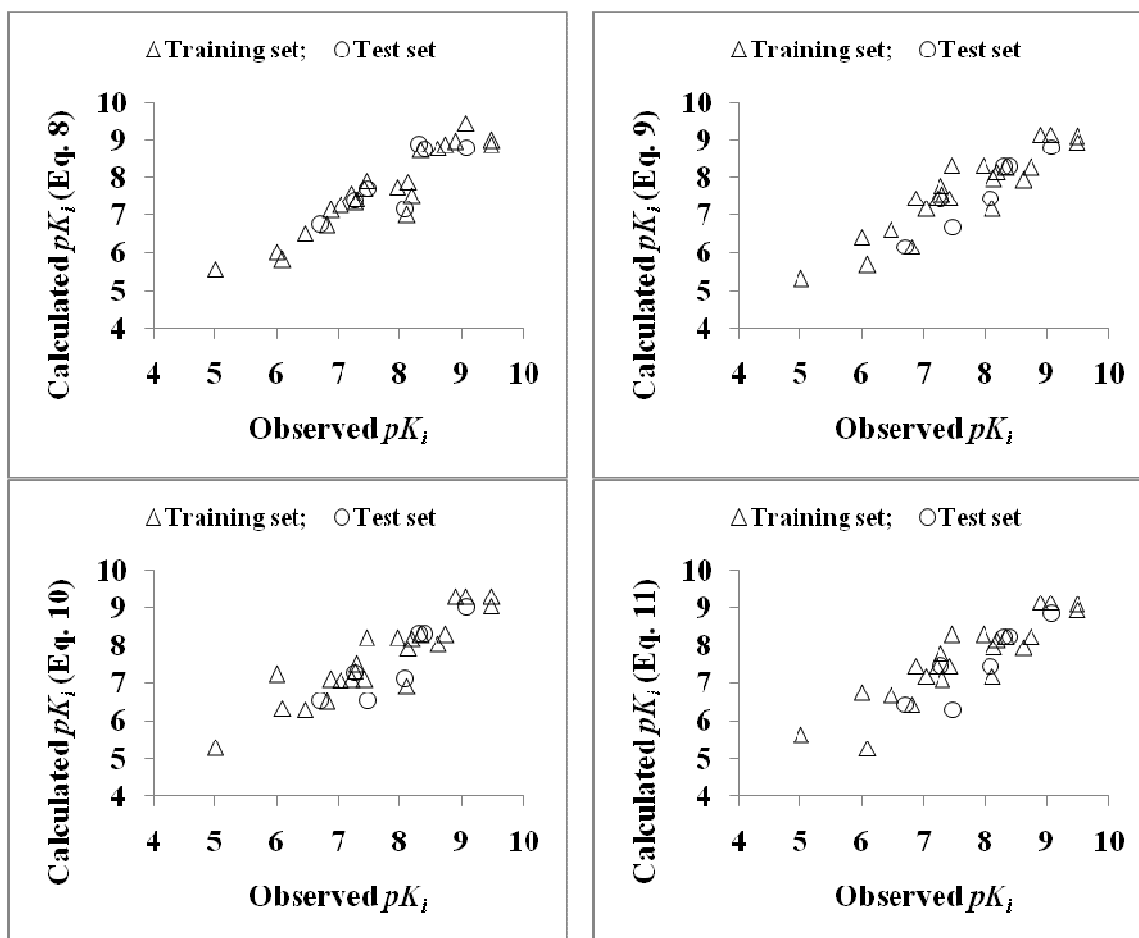 △Training set; ○Test set
Calculated pKi (Eq. 8)
10
9
8
7
6
5
4
4 5 6 7 8 9 10
Observed pKi
△Training set; ○Test set
Calculated pKi (Eq. 9)
10
9
8
7
6
5
4
4 5 6 7 8 9 10
Observed pKi
△Training set; ○Test set
Calculated pKi (Eq. 10)
10
9
8
7
6
5
4
4 5 6 7 8 9 10
Observed pKi
△Training set; ○Test set
Calculated pKi (Eq. 11)
10
9
8
7
6
5
4
4 5 6 7 8 9 10
Observed pKi